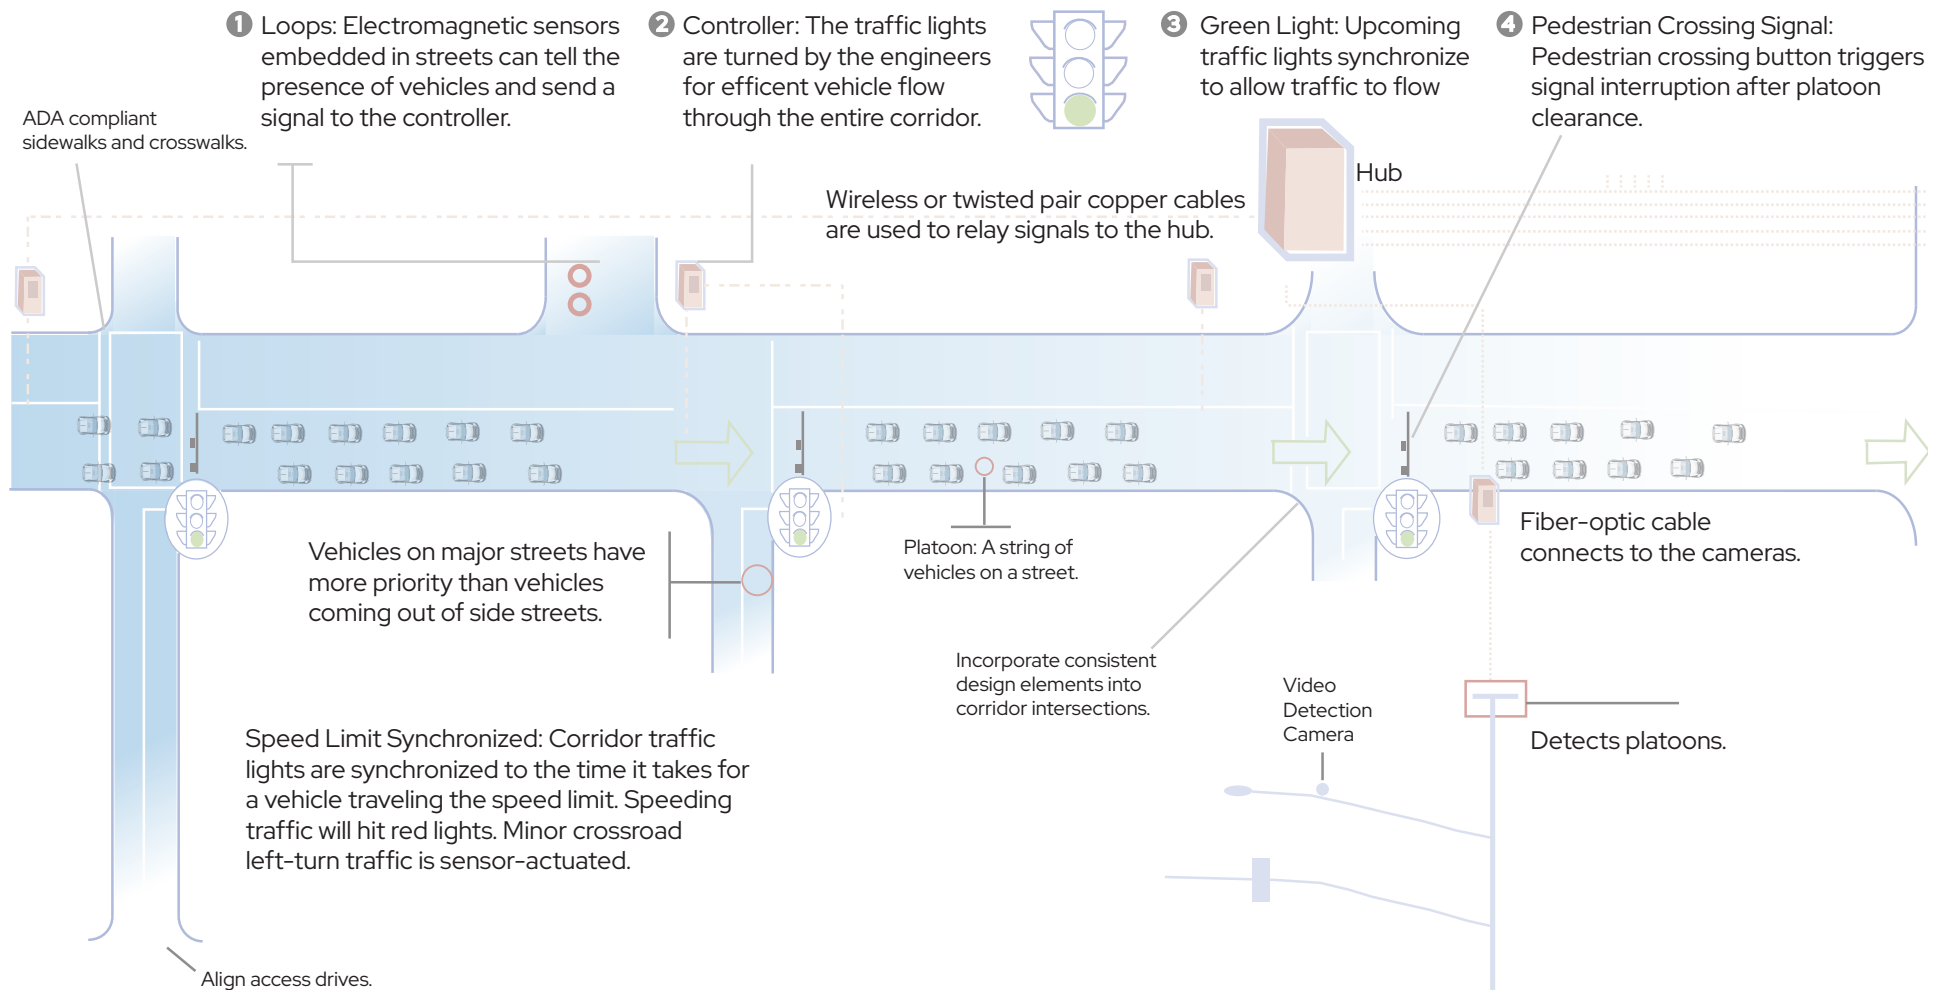 1 Loops: Electromagnetic sensors
embedded in streets can tell the
presence of vehicles and send a
signal to the controller.
2 Controller: The traffic lights
are turned by the engineers
for efficent vehicle flow
through the entire corridor.
3 Green Light: Upcoming
traffic lights synchronize
to allow traffic to flow
4 Pedestrian Crossing Signal:
Pedestrian crossing button triggers
signal interruption after platoon
clearance.
ADA compliant
sidewalks and crosswalks.
Hub
Wireless or twisted pair copper cables
are used to relay signals to the hub.
Vehicles on major streets have
more priority than vehicles
coming out of side streets.
Platoon: A string of
vehicles on a street.
Fiber-optic cable
connects to the cameras.
Incorporate consistent
design elements into
corridor intersections.
Video
Detection
Camera
Detects platoons.
Speed Limit Synchronized: Corridor traffic
lights are synchronized to the time it takes for
a vehicle traveling the speed limit. Speeding
traffic will hit red lights. Minor crossroad
left-turn traffic is sensor-actuated.
Align access drives.